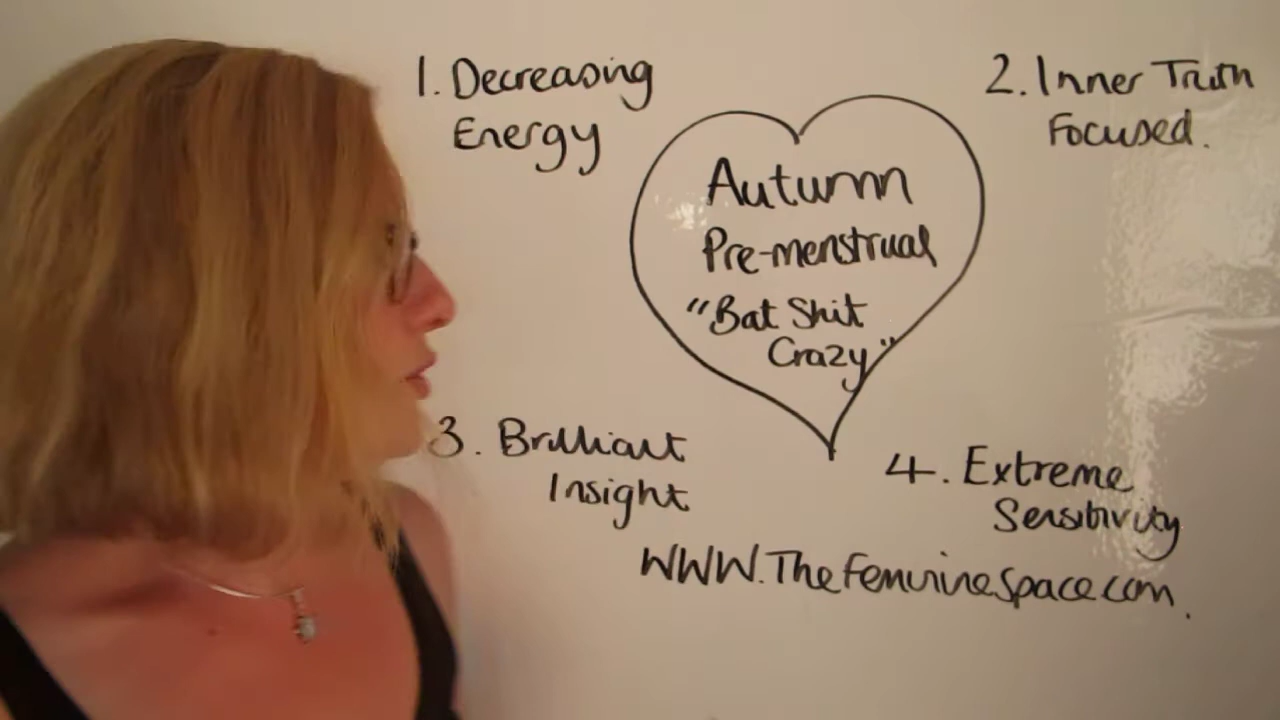 1. Decreasing
Energy
2. Inner Truth
Focused.
Autumn
Pre-menstrual
"Bat Shit
Crazy"
3. Brilliant
Insight
4. Extreme
Sensitivity
WWW.TheFeminineSpace.com.